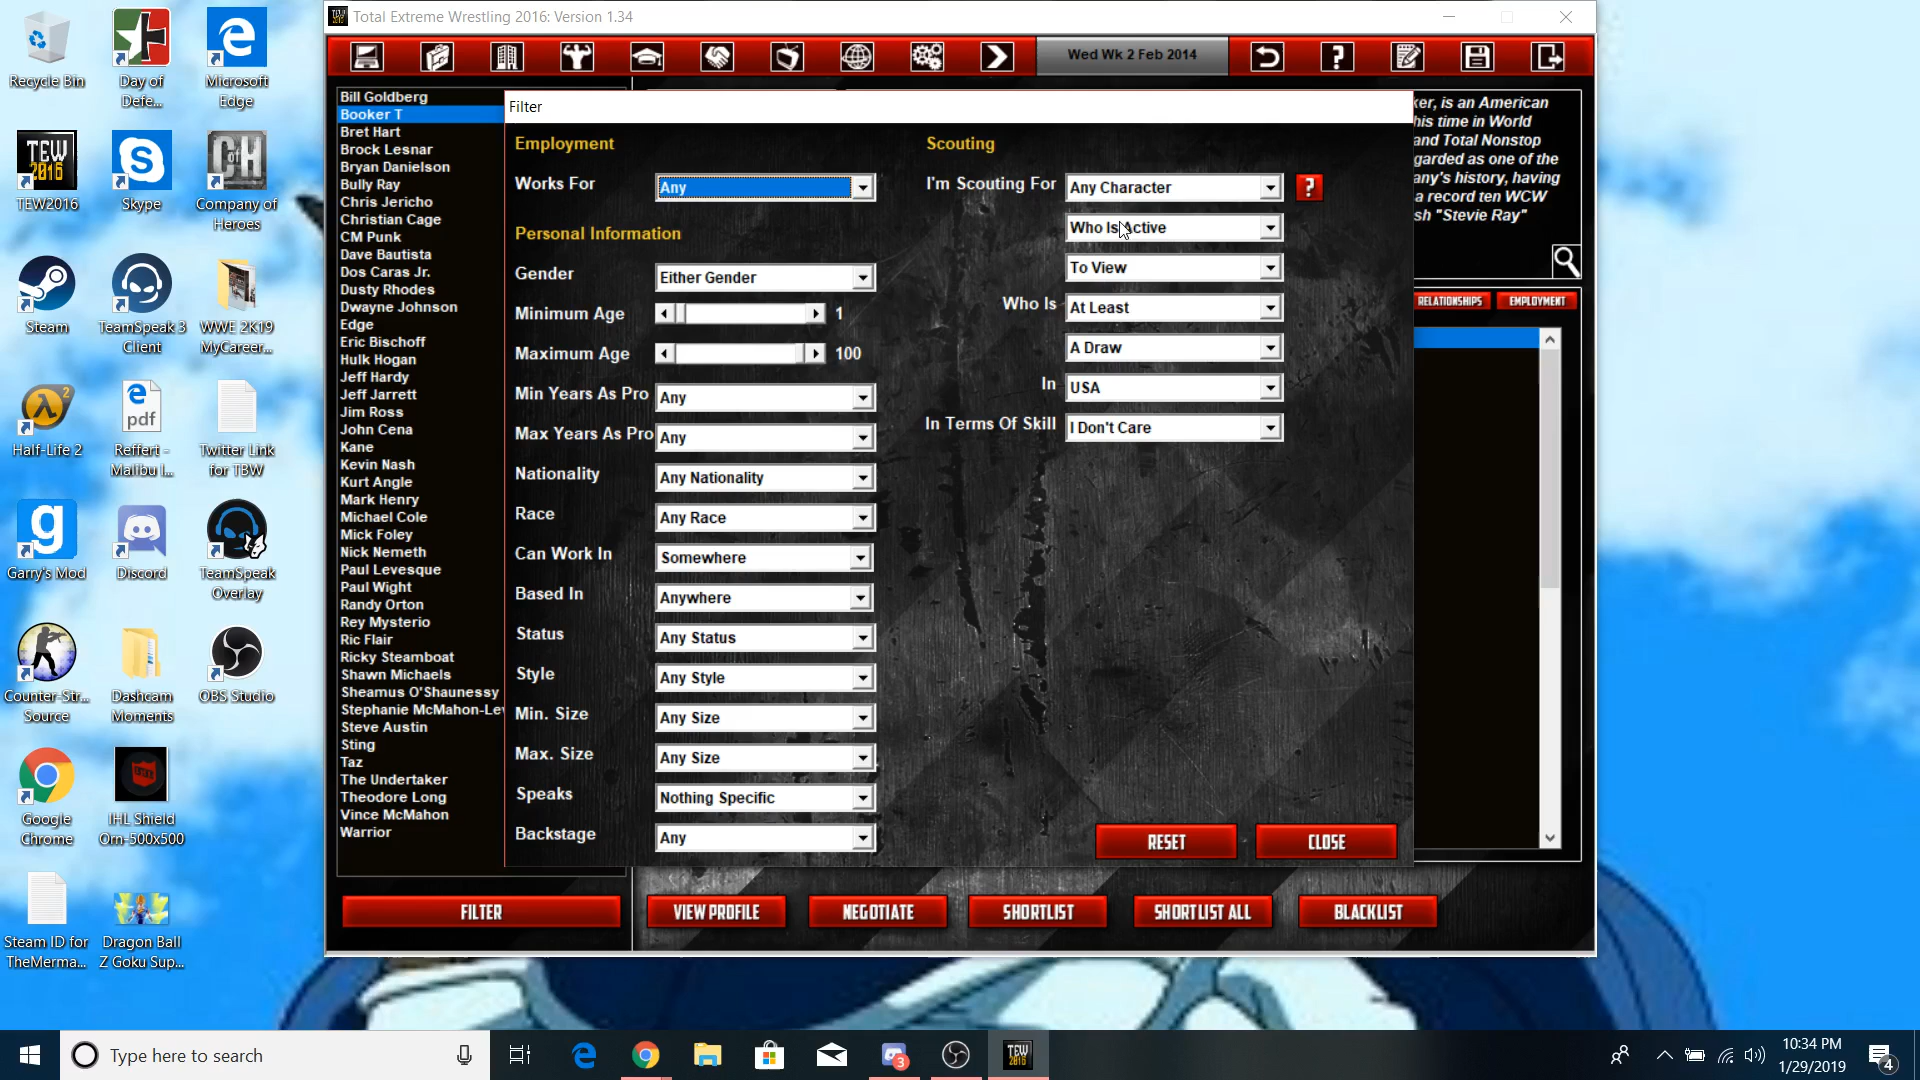 Recycle Bin
Day of
Defe...
Microsoft
Edge
TEW
2016
TEW2016
Skype
C of H
Company of
Heroes
Steam
TeamSpeak 3
Client
WWE 2K19
MyCareer...
Half-Life 2
pdf
Reffert -
Malibu I...
Twitter Link
for TBW
Garry's Mod
Discord
TeamSpeak
Overlay
Counter-Str...
Source
Dashcam
Moments
OBS Studio
Google
Chrome
IHL Shield
Orn-500x500
Steam ID for
TheMerma...
Dragon Ball
Z Goku Sup...
Total Extreme Wrestling 2016: Version 1.34
Wed Wk 2 Feb 2014
Bill Goldberg
Booker T
Bret Hart
Brock Lesnar
Bryan Danielson
Bully Ray
Chris Jericho
Christian Cage
CM Punk
Dave Bautista
Dos Caras Jr.
Dusty Rhodes
Dwayne Johnson
Edge
Eric Bischoff
Hulk Hogan
Jeff Hardy
Jeff Jarrett
Jim Ross
John Cena
Kane
Kevin Nash
Kurt Angle
Mark Henry
Michael Cole
Mick Foley
Nick Nemeth
Paul Levesque
Paul Wight
Randy Orton
Rey Mysterio
Ric Flair
Ricky Steamboat
Shawn Michaels
Sheamus O'Shaunessy
Stephanie McMahon-Le
Steve Austin
Sting
Taz
The Undertaker
Theodore Long
Vince McMahon
Warrior
FILTER
Filter
Employment
Works For Any
Personal Information
Gender Either Gender
Minimum Age 1
Maximum Age 100
Min Years As Pro Any
Max Years As Pro Any
Nationality Any Nationality
Race Any Race
Can Work In Somewhere
Based In Anywhere
Status Any Status
Style Any Style
Min. Size Any Size
Max. Size Any Size
Speaks Nothing Specific
Backstage Any
Scouting
I'm Scouting For Any Character ?
Who Is Active
To View
Who Is At Least
A Draw
In USA
In Terms Of Skill I Don't Care
RESET CLOSE
ker, is an American
his time in World
and Total Nonstop
garded as one of the
any's history, having
a record ten WCW
sh "Stevie Ray"
RELATIONSHIPS EMPLOYMENT
VIEW PROFILE NEGOTIATE SHORTLIST SHORTLIST ALL BLACKLIST
Type here to search
3
TEW
2016
10:34 PM
1/29/2019
4